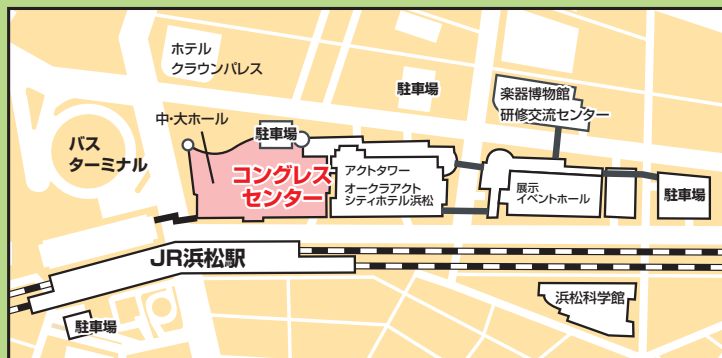 ホテル
クラウンパレス
駐車場
楽器博物館
研修交流センター
中・大ホール
駐車場
バス
ターミナル
コングレス
センター
アクトタワー
オークラアクト
シティホテル浜松
展示
イベントホール
駐車場
JR浜松駅
浜松科学館
駐車場